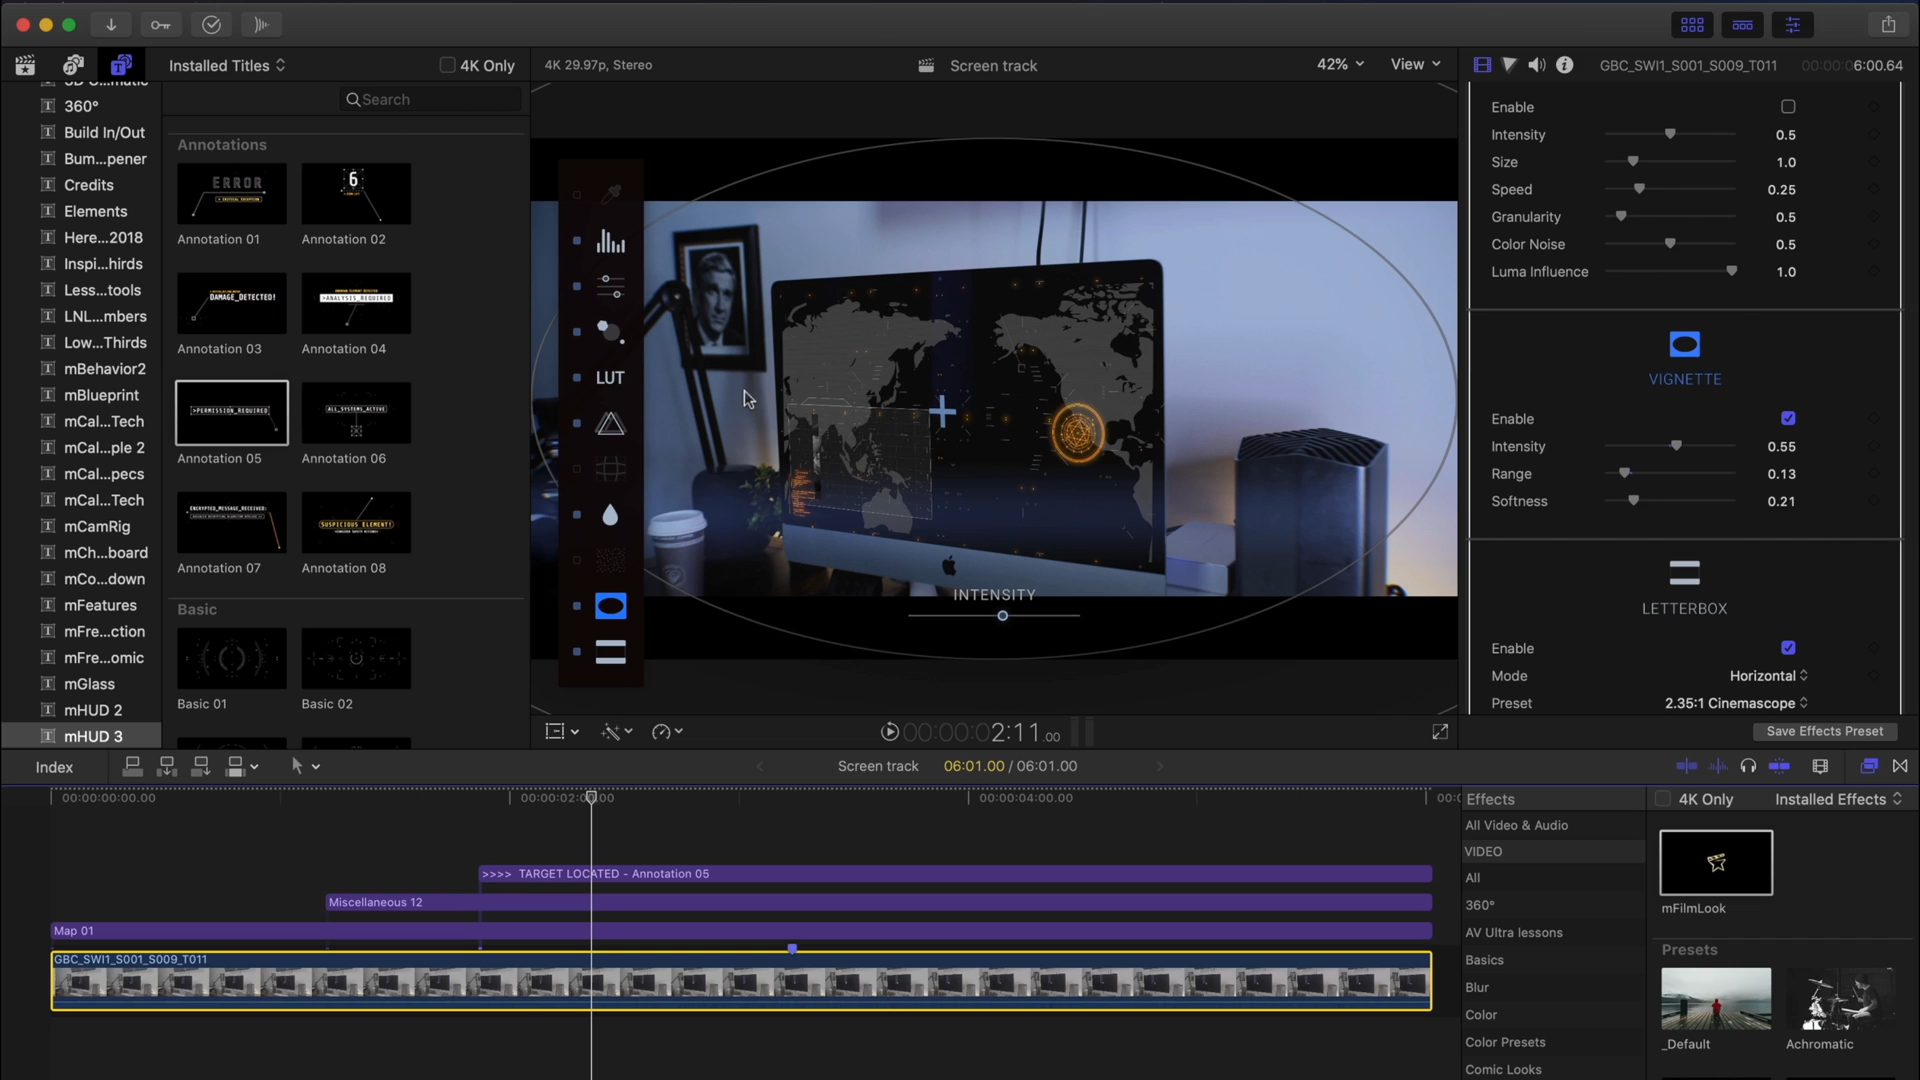 Installed Titles
4K Only
4K 29.97p, Stereo
Screen track
42%
View
GBC_SWI1_S001_S009_T011
00:00:06:00.64
Search
360°
Build In/Out
Bum...pener
Credits
Elements
Here...2018
Inspi...hirds
Less...tools
LNL...mbers
Low...Thirds
mBehavior2
mBlueprint
mCal...Tech
mCal...ple 2
mCal...pecs
mCal...Tech
mCamRig
mCh...board
mCo...down
mFeatures
mFre...ction
mFre...omic
mGlass
mHUD 2
mHUD 3
Annotations
ERROR
Annotation 01
6
Annotation 02
DAMAGE_DETECTED!
Annotation 03
>ANALYSIS_REQUIRED
Annotation 04
>PERMISSION_REQUIRED
Annotation 05
ALL_SYSTEMS_ACTIVE
Annotation 06
ENCRYPTED_MESSAGE_RECEIVED:
Annotation 07
SUSPICIOUS ELEMENT!
Annotation 08
Basic
Basic 01
Basic 02
LUT
INTENSITY
Enable
Intensity 0.5
Size 1.0
Speed 0.25
Granularity 0.5
Color Noise 0.5
Luma Influence 1.0
VIGNETTE
Enable
Intensity 0.55
Range 0.13
Softness 0.21
LETTERBOX
Enable
Mode Horizontal
Preset 2.35:1 Cinemascope
Save Effects Preset
00:00:00:02:11.00
Index
Screen track
06:01.00 / 06:01.00
00:00:00:00.00
00:00:02:00.00
00:00:04:00.00
>>>> TARGET LOCATED - Annotation 05
Miscellaneous 12
Map 01
GBC_SWI1_S001_S009_T011
Effects
4K Only
Installed Effects
All Video & Audio
VIDEO
All
360°
AV Ultra lessons
Basics
Blur
Color
Color Presets
Comic Looks
mFilmLook
Presets
_Default
Achromatic